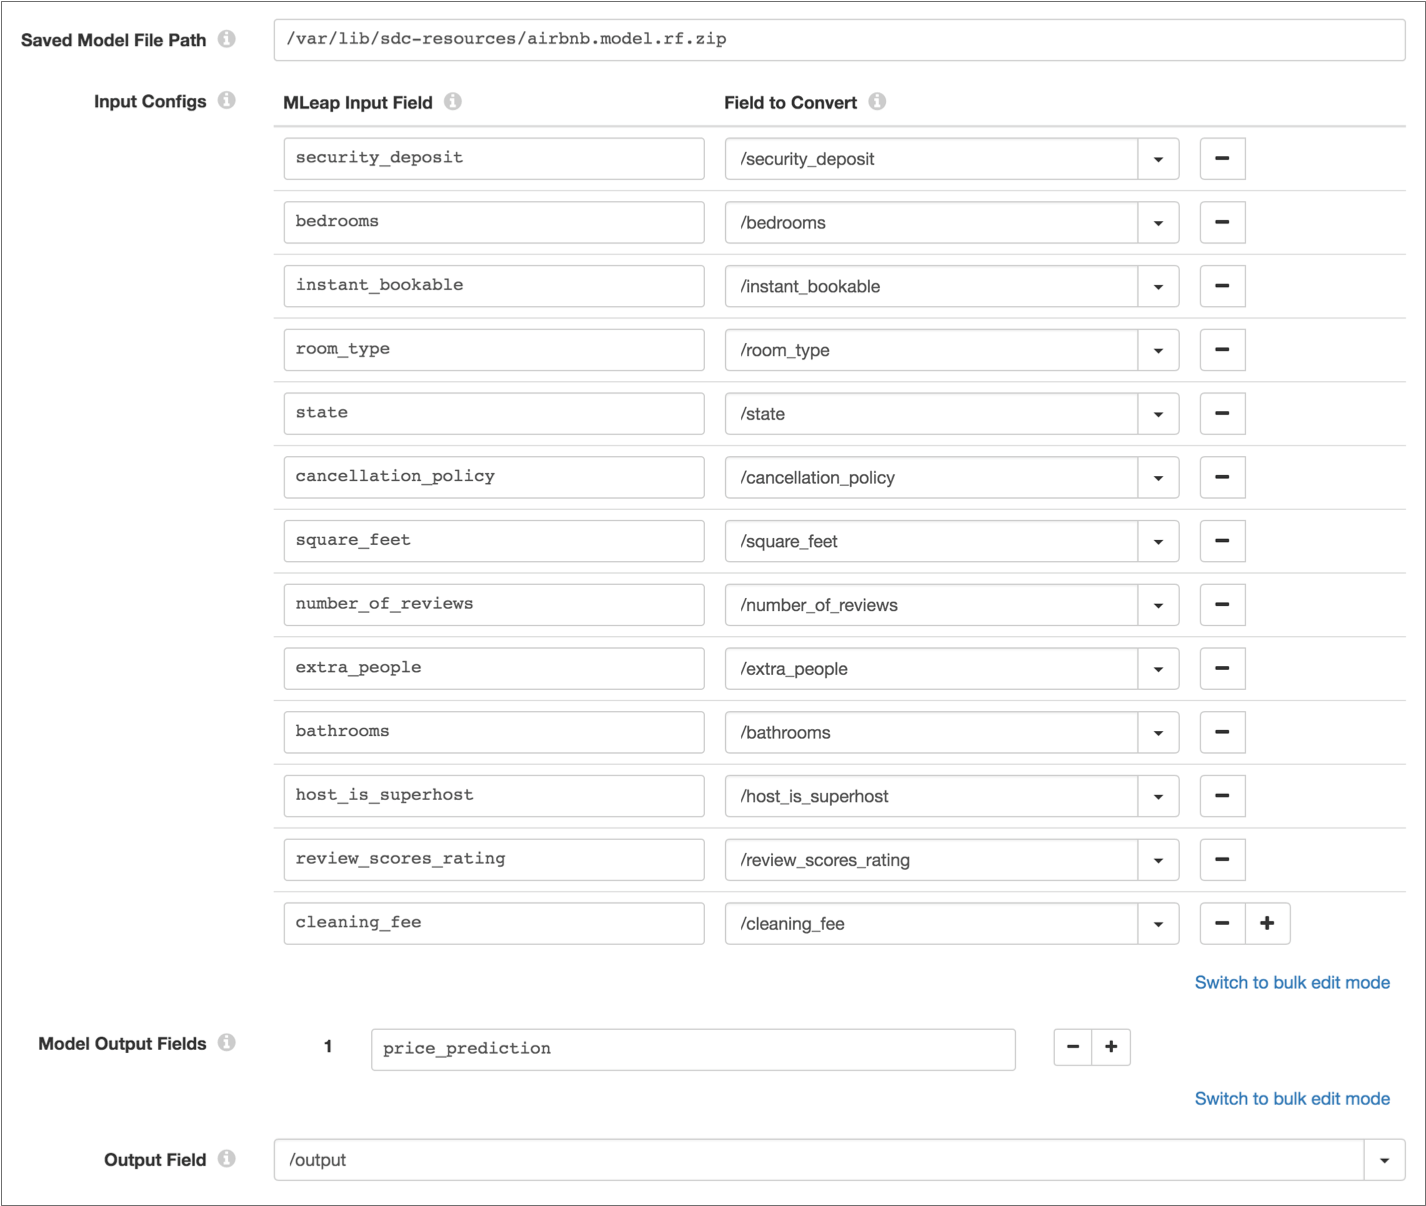 Saved Model File Path /var/lib/sdc-resources/airbnb.model.rf.zip
Input Configs MLeap Input Field Field to Convert
security_deposit /security_deposit
bedrooms /bedrooms
instant_bookable /instant_bookable
room_type /room_type
state /state
cancellation_policy /cancellation_policy
square_feet /square_feet
number_of_reviews /number_of_reviews
extra_people /extra_people
bathrooms /bathrooms
host_is_superhost /host_is_superhost
review_scores_rating /review_scores_rating
cleaning_fee /cleaning_fee
Switch to bulk edit mode
Model Output Fields 1 price_prediction
Switch to bulk edit mode
Output Field /output